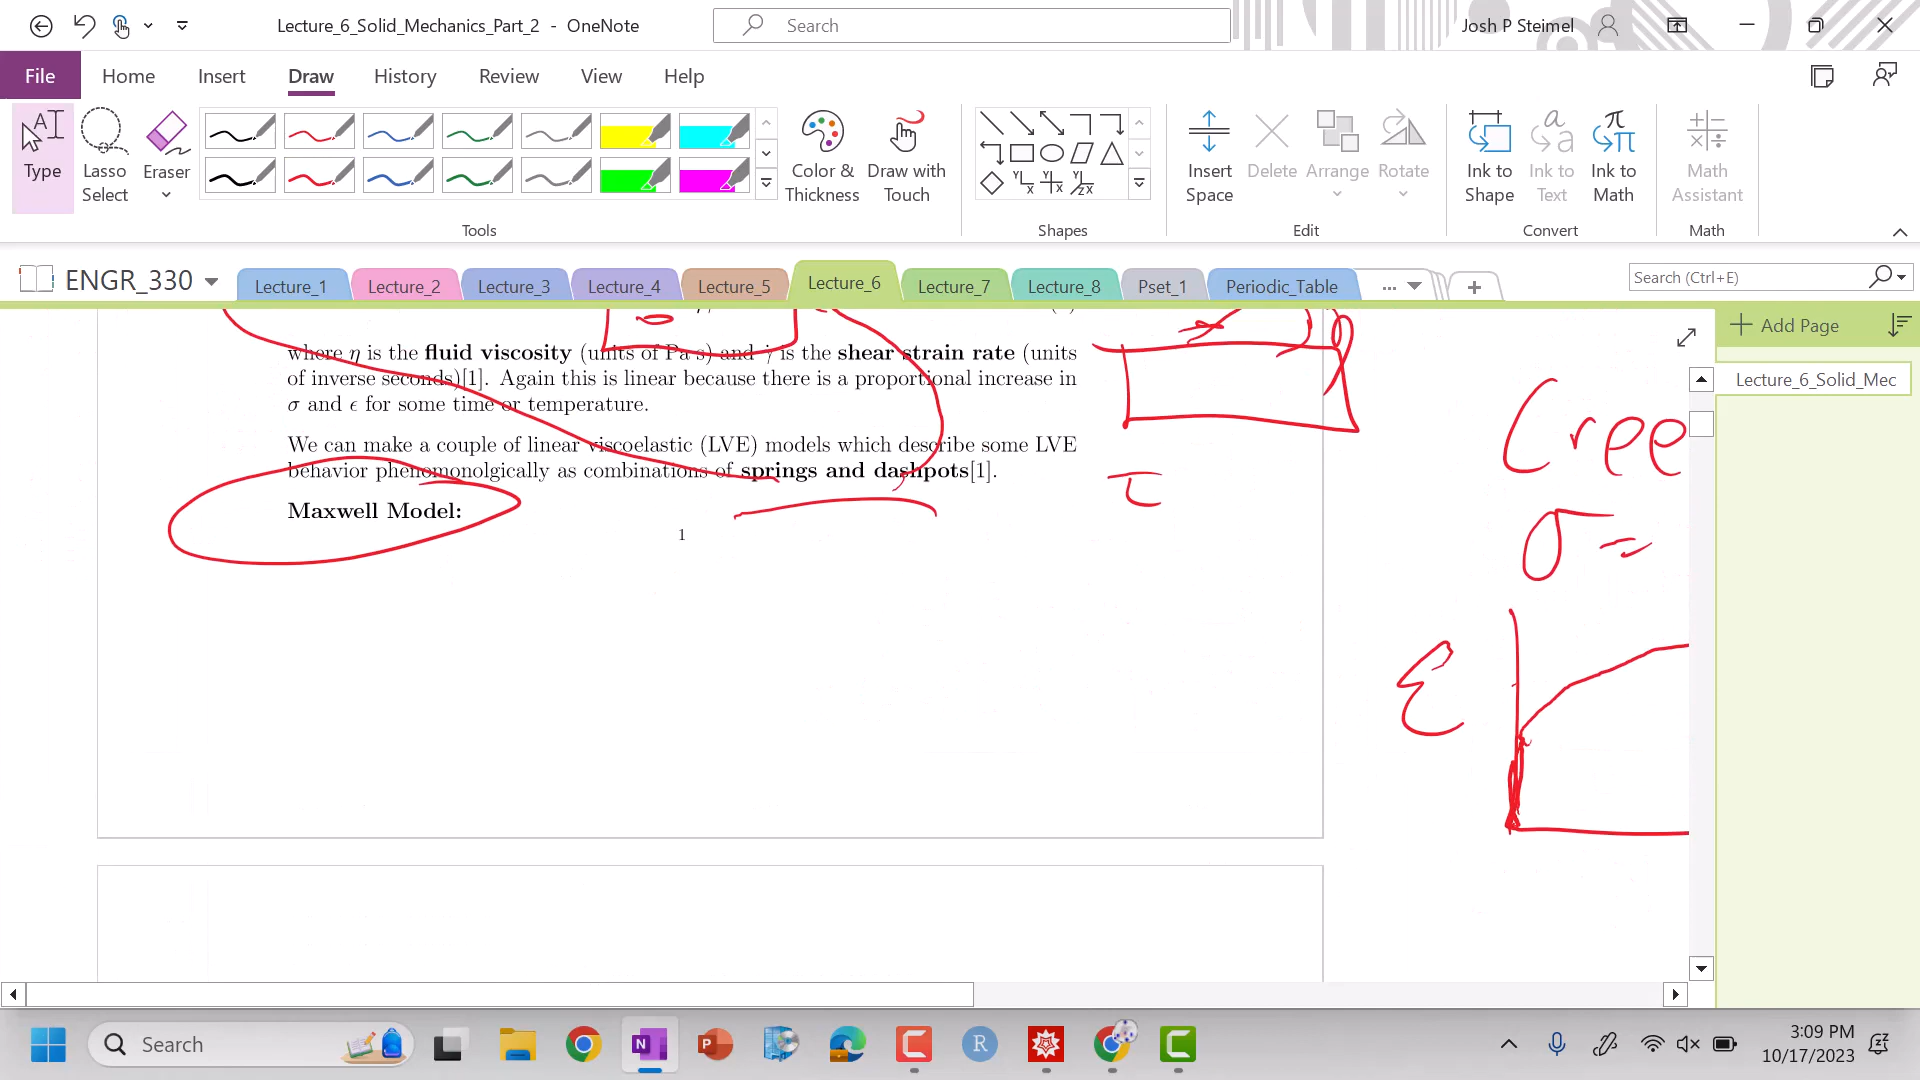 Lecture_6_Solid_Mechanics_Part_2 - OneNote
Search
Josh P Steimel
File Home Insert Draw History Review View Help
Type
Lasso Select
Eraser
Color & Thickness
Draw with Touch
Insert Space
Delete
Arrange
Rotate
Ink to Shape
Ink to Text
Ink to Math
Math Assistant
Tools Shapes Edit Convert Math
ENGR_330
Lecture_1 Lecture_2 Lecture_3 Lecture_4 Lecture_5 Lecture_6 Lecture_7 Lecture_8 Pset_1 Periodic_Table ...
Search (Ctrl+E)
Add Page
Lecture_6_Solid_Mec
where η is the fluid viscosity (units of Pa·s) and γ̇ is the shear strain rate (units
of inverse seconds)[1]. Again this is linear because there is a proportional increase in
σ and ϵ for some time or temperature.
We can make a couple of linear viscoelastic (LVE) models which describe some LVE
behavior phenomonolgically as combinations of springs and dashpots[1].
Maxwell Model:
1
τ
Cree
σ =
ε
Search
3:09 PM
10/17/2023